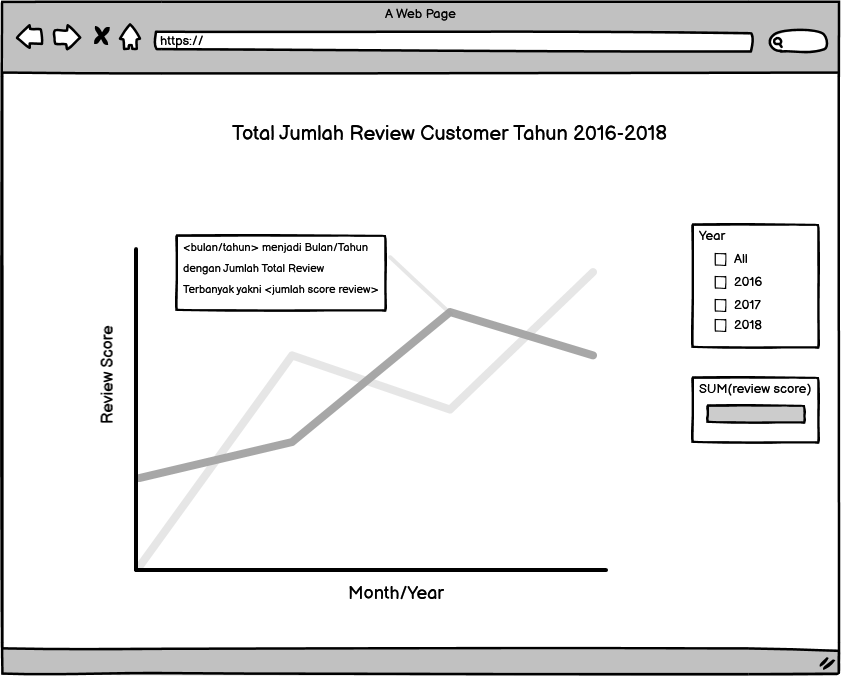 A Web Page
https://
Total Jumlah Review Customer Tahun 2016-2018
<bulan/tahun> menjadi Bulan/Tahun
dengan Jumlah Total Review
Terbanyak yakni <jumlah score review>
Year
All
2016
2017
2018
SUM(review score)
Review Score
Month/Year